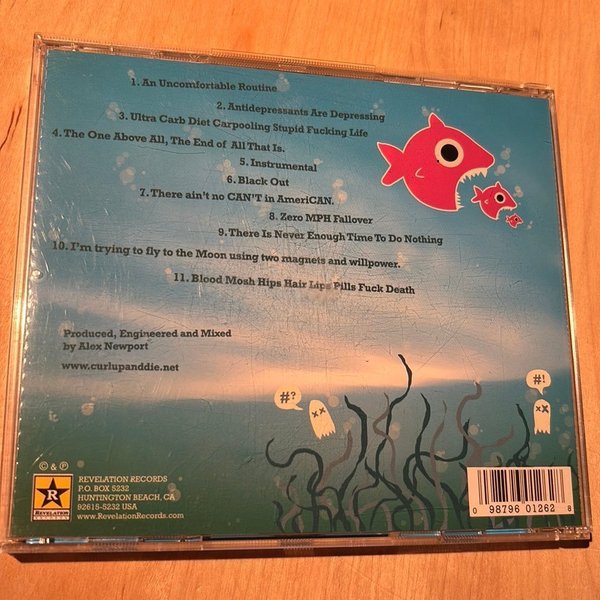 1. An Uncomfortable Routine
2. Antidepressants Are Depressing
3. Ultra Carb Diet Carpooling Stupid Fucking Life
4. The One Above All, The End of All That Is.
5. Instrumental
6. Black Out
7. There ain't no CAN'T in AmeriCAN.
8. Zero MPH Fallover
9. There Is Never Enough Time To Do Nothing
10. I'm trying to fly to the Moon using two magnets and willpower.
11. Blood Mosh Hips Hair Lips Pills Fuck Death
Produced, Engineered and Mixed
by Alex Newport
www.curlupanddie.net
#?
#!
© & ℗
R
REVELATION
RECORDS
REVELATION RECORDS
P.O. BOX 5232
HUNTINGTON BEACH, CA
92615-5232 USA
www.RevelationRecords.com
0 98796 01262 8